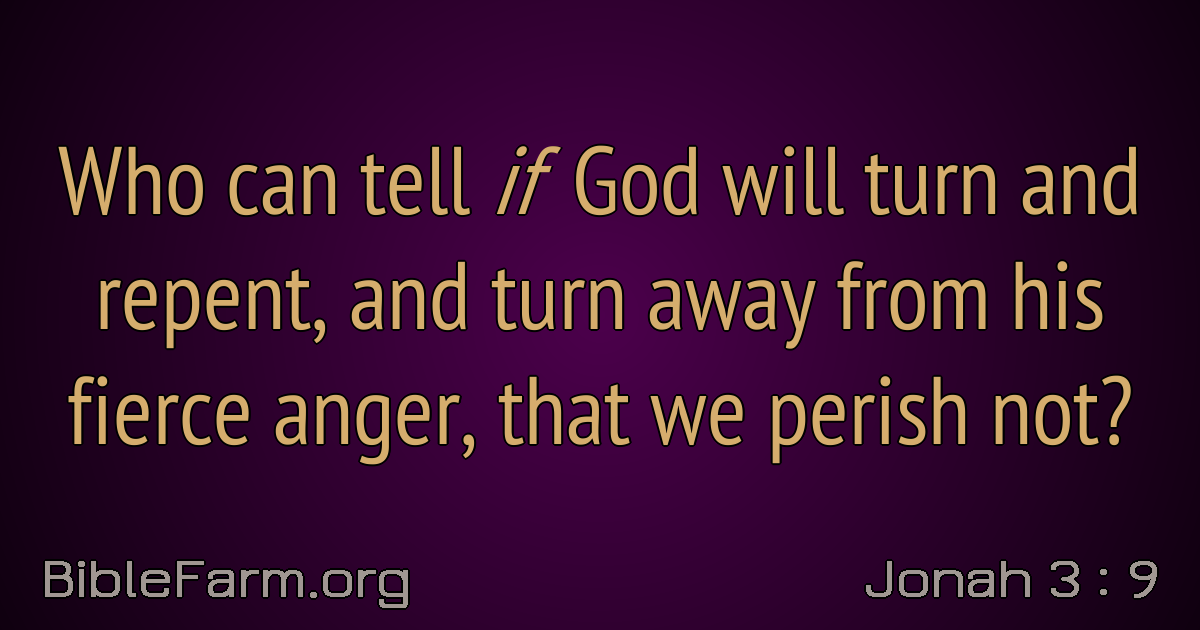 Who can tell if God will turn and
repent, and turn away from his
fierce anger, that we perish not?
BibleFarm.org
Jonah 3 : 9